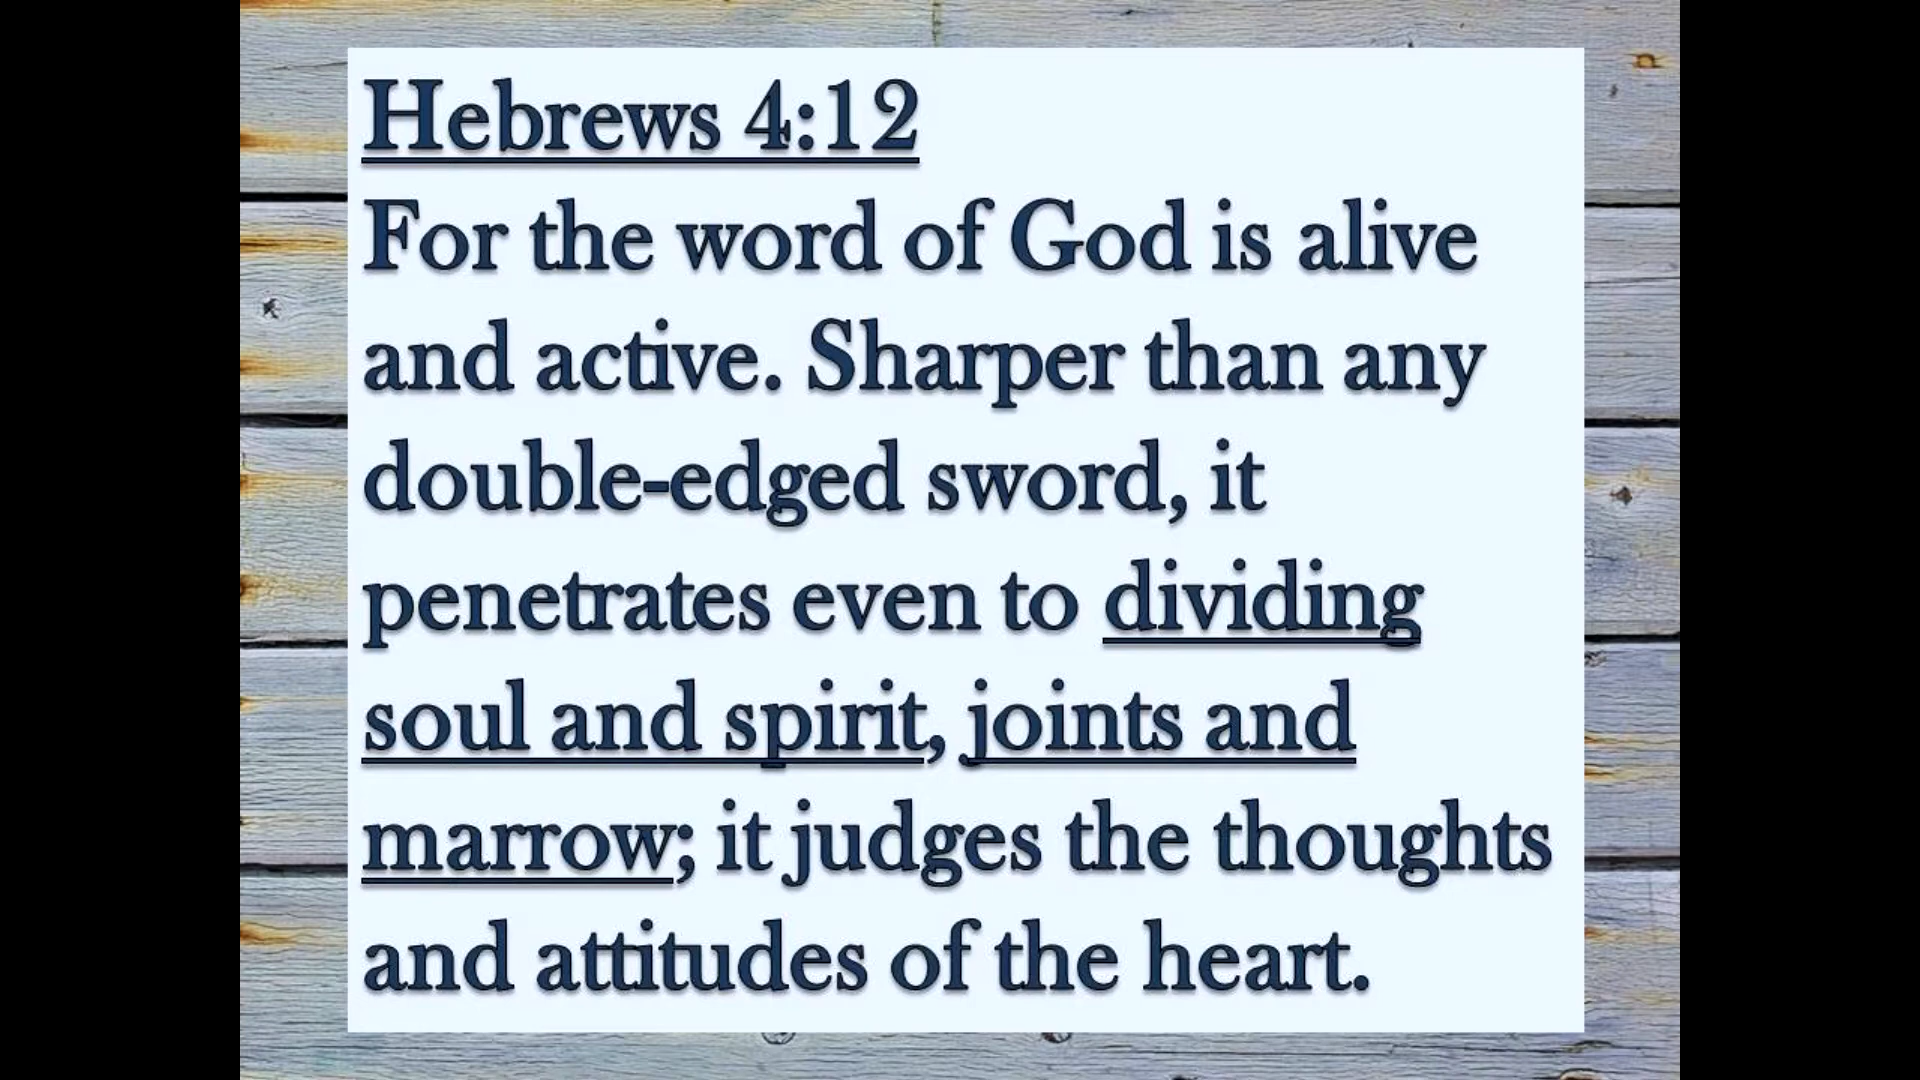 Hebrews 4:12
For the word of God is alive
and active. Sharper than any
double-edged sword, it
penetrates even to dividing
soul and spirit, joints and
marrow; it judges the thoughts
and attitudes of the heart.